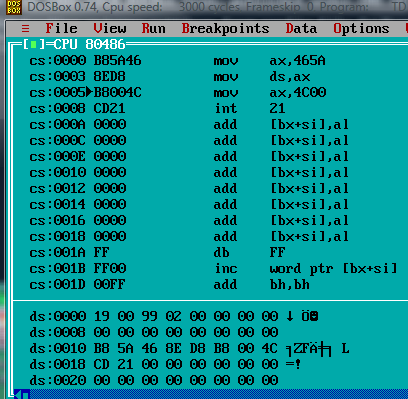 DOS BOX DOSBox 0.74, Cpu speed: 3000 cycles, Frameskip 0, Program: TD
≡ File View Run Breakpoints Data Options
[■]=CPU 80486
cs:0000 B85A46 mov ax,465A
cs:0003 8ED8 mov ds,ax
cs:0005►B8004C mov ax,4C00
cs:0008 CD21 int 21
cs:000A 0000 add [bx+si],al
cs:000C 0000 add [bx+si],al
cs:000E 0000 add [bx+si],al
cs:0010 0000 add [bx+si],al
cs:0012 0000 add [bx+si],al
cs:0014 0000 add [bx+si],al
cs:0016 0000 add [bx+si],al
cs:0018 0000 add [bx+si],al
cs:001A FF db FF
cs:001B FF00 inc word ptr [bx+si]
cs:001D 00FF add bh,bh
ds:0000 19 00 99 02 00 00 00 00 ↓ Ö☻
ds:0008 00 00 00 00 00 00 00 00
ds:0010 B8 5A 46 8E D8 B8 00 4C ╕ZFÄ╪╕ L
ds:0018 CD 21 00 00 00 00 00 00 =!
ds:0020 00 00 00 00 00 00 00 00